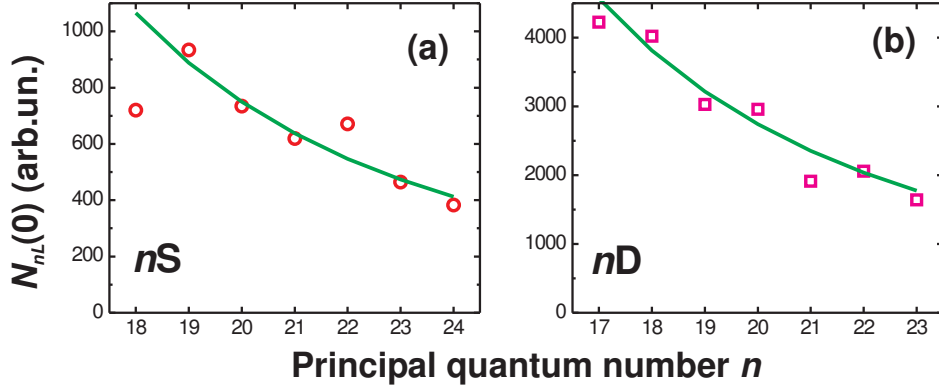 (a)
(b)
N_nL(0) (arb.un.)
1000
800
600
400
200
0
nS
18 19 20 21 22 23 24
4000
3000
2000
1000
0
nD
17 18 19 20 21 22 23
Principal quantum number n